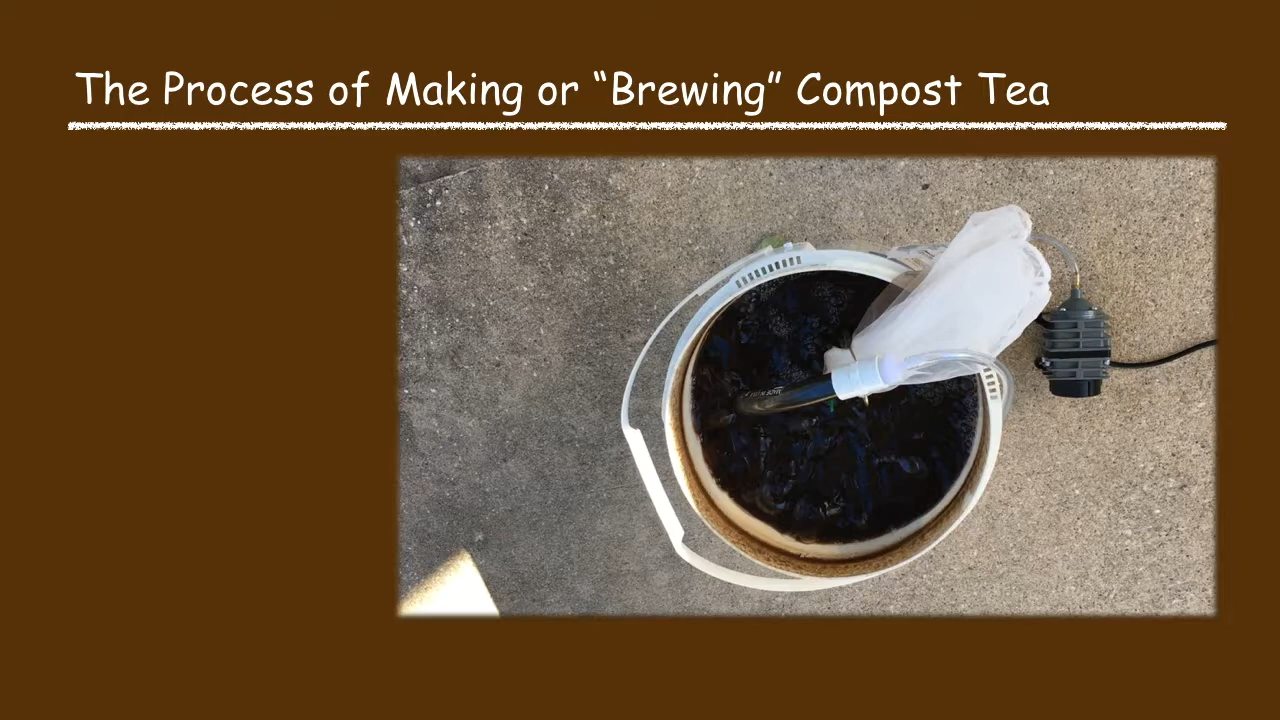 The Process of Making or “Brewing” Compost Tea